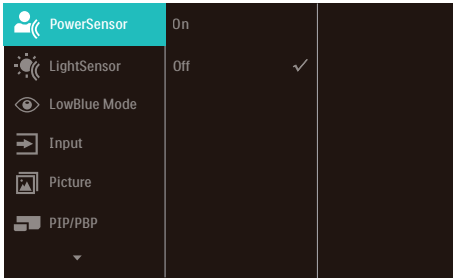 PowerSensor
On
LightSensor
Off
LowBlue Mode
Input
Picture
PIP/PBP